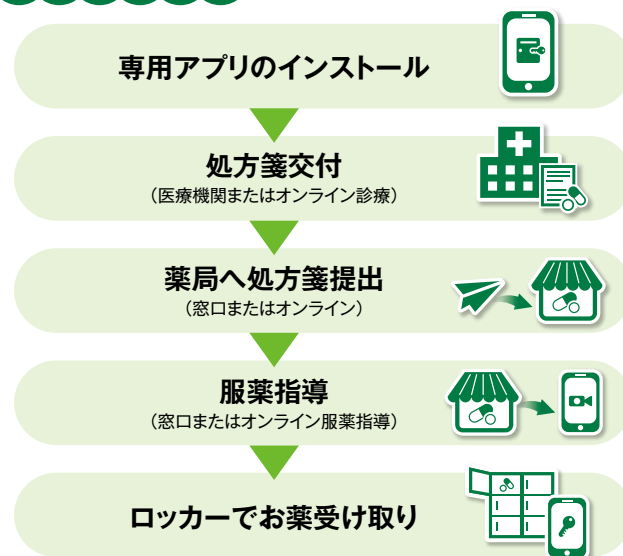 専用アプリのインストール
処方箋交付
（医療機関またはオンライン診療）
薬局へ処方箋提出
（窓口またはオンライン）
服薬指導
（窓口またはオンライン服薬指導）
ロッカーでお薬受け取り